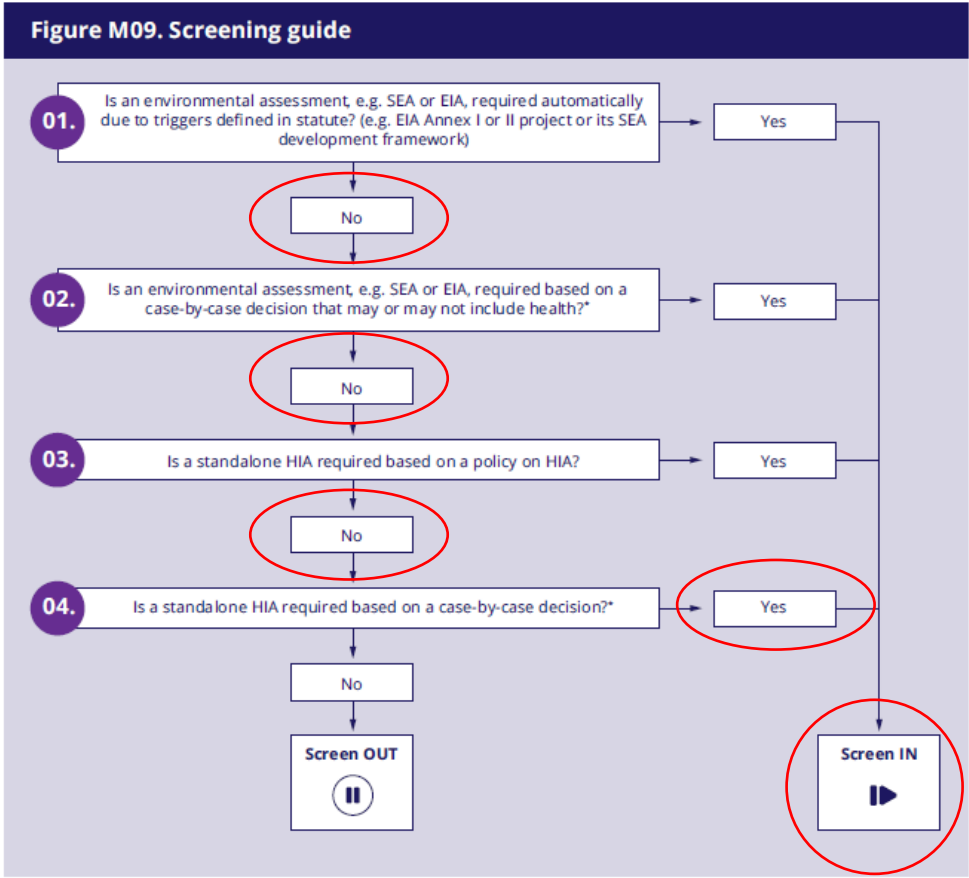 Figure M09. Screening guide
01.
Is an environmental assessment, e.g. SEA or EIA, required automatically
due to triggers defined in statute? (e.g. EIA Annex I or II project or its SEA
development framework)
Yes
No
02.
Is an environmental assessment, e.g. SEA or EIA, required based on a
case-by-case decision that may or may not include health?*
Yes
No
03.
Is a standalone HIA required based on a policy on HIA?
Yes
No
04.
Is a standalone HIA required based on a case-by-case decision?*
Yes
No
Screen OUT
Screen IN